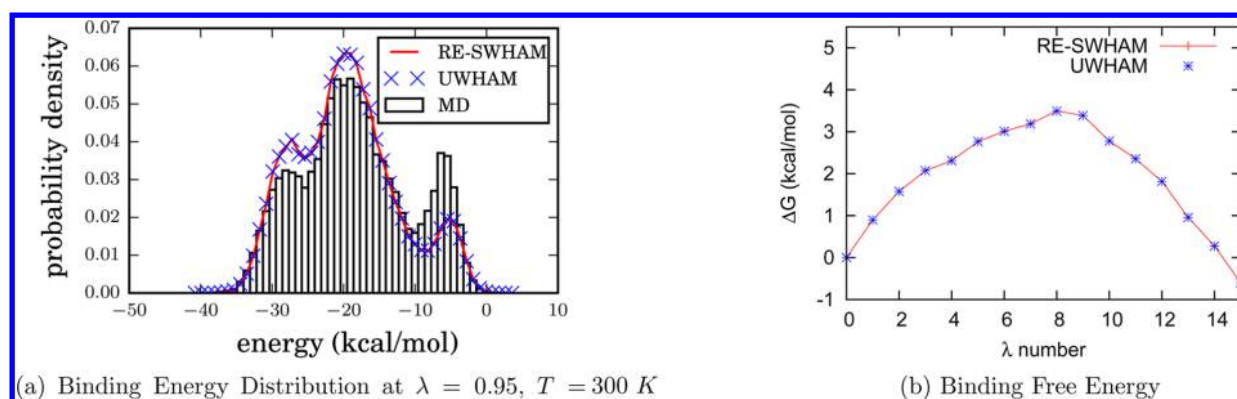 0.07
0.06
0.05
0.04
0.03
0.02
0.01
0.00
probability density
RE-SWHAM
UWHAM
MD
−50 −40 −30 −20 −10 0 10
energy (kcal/mol)
(a) Binding Energy Distribution at λ = 0.95, T = 300 K
5
4
3
2
1
0
-1
ΔG (kcal/mol)
RE-SWHAM
UWHAM
0 2 4 6 8 10 12 14
λ number
(b) Binding Free Energy